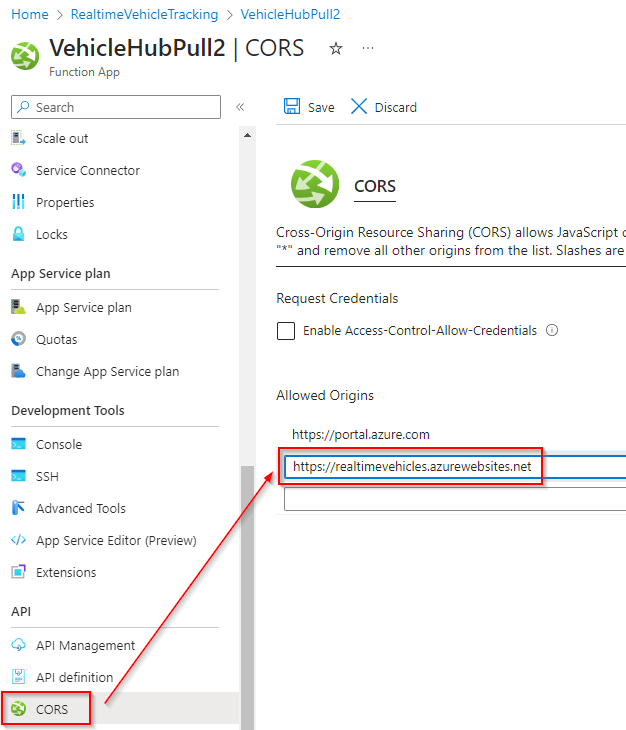 Home > RealtimeVehicleTracking > VehicleHubPull2
VehicleHubPull2 | CORS
Function App
Search
Scale out
Service Connector
Properties
Locks
App Service plan
App Service plan
Quotas
Change App Service plan
Development Tools
Console
SSH
Advanced Tools
App Service Editor (Preview)
Extensions
API
API Management
API definition
CORS
Save Discard
CORS
Cross-Origin Resource Sharing (CORS) allows JavaScript
"*" and remove all other origins from the list. Slashes are
Request Credentials
Enable Access-Control-Allow-Credentials
Allowed Origins
https://portal.azure.com
https://realtimevehicles.azurewebsites.net